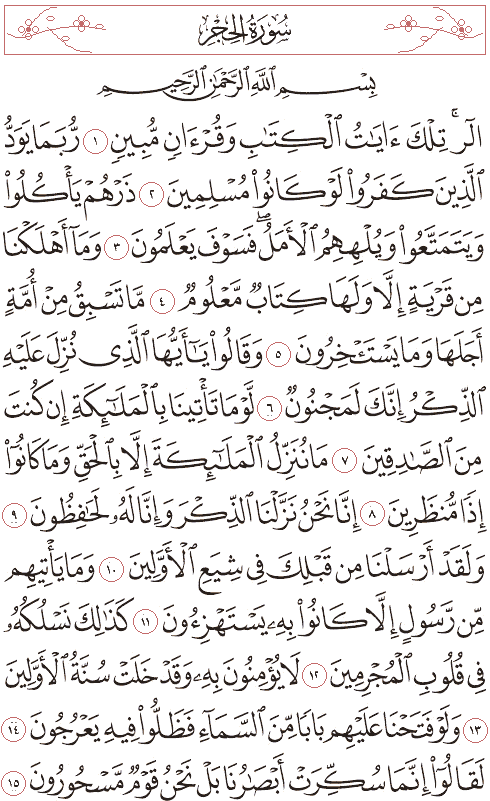 سُورَةُ الحِجْرِ
بِسْمِ ٱللَّهِ ٱلرَّحْمَٰنِ ٱلرَّحِيمِ
الٓرۚ تِلْكَ ءَايَٰتُ ٱلْكِتَٰبِ وَقُرْءَانٍ مُّبِينٍ ١ رُّبَمَا يَوَدُّ
ٱلَّذِينَ كَفَرُوا۟ لَوْ كَانُوا۟ مُسْلِمِينَ ٢ ذَرْهُمْ يَأْكُلُوا۟
وَيَتَمَتَّعُوا۟ وَيُلْهِهِمُ ٱلْأَمَلُۖ فَسَوْفَ يَعْلَمُونَ ٣ وَمَآ أَهْلَكْنَا
مِن قَرْيَةٍ إِلَّا وَلَهَا كِتَابٌ مَّعْلُومٌ ٤ مَّا تَسْبِقُ مِنْ أُمَّةٍ
أَجَلَهَا وَمَا يَسْتَـْٔخِرُونَ ٥ وَقَالُوا۟ يَٰٓأَيُّهَا ٱلَّذِى نُزِّلَ عَلَيْهِ
ٱلذِّكْرُ إِنَّكَ لَمَجْنُونٌ ٦ لَّوْ مَا تَأْتِينَا بِٱلْمَلَٰٓئِكَةِ إِن كُنتَ
مِنَ ٱلصَّٰدِقِينَ ٧ مَا نُنَزِّلُ ٱلْمَلَٰٓئِكَةَ إِلَّا بِٱلْحَقِّ وَمَا كَانُوٓا۟
إِذًا مُّنظَرِينَ ٨ إِنَّا نَحْنُ نَزَّلْنَا ٱلذِّكْرَ وَإِنَّا لَهُۥ لَحَٰفِظُونَ ٩
وَلَقَدْ أَرْسَلْنَا مِن قَبْلِكَ فِى شِيَعِ ٱلْأَوَّلِينَ ١٠ وَمَا يَأْتِيهِم
مِّن رَّسُولٍ إِلَّا كَانُوا۟ بِهِۦ يَسْتَهْزِءُونَ ١١ كَذَٰلِكَ نَسْلُكُهُۥ
فِى قُلُوبِ ٱلْمُجْرِمِينَ ١٢ لَا يُؤْمِنُونَ بِهِۦ وَقَدْ خَلَتْ سُنَّةُ ٱلْأَوَّلِينَ
١٣ وَلَوْ فَتَحْنَا عَلَيْهِم بَابًا مِّنَ ٱلسَّمَآءِ فَظَلُّوا۟ فِيهِ يَعْرُجُونَ ١٤
لَقَالُوٓا۟ إِنَّمَا سُكِّرَتْ أَبْصَٰرُنَا بَلْ نَحْنُ قَوْمٌ مَّسْحُورُونَ ١٥